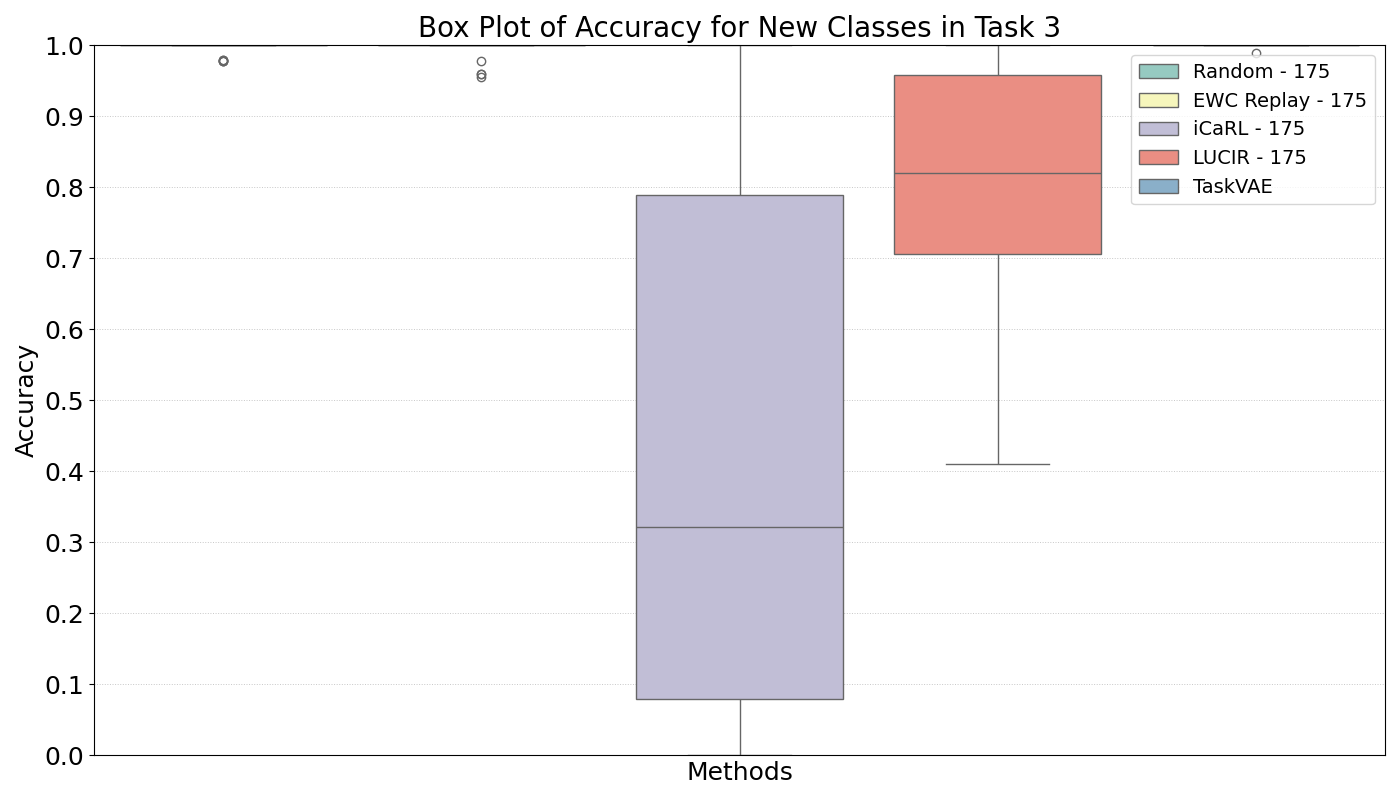 Box Plot of Accuracy for New Classes in Task 3
1.0
0.9
0.8
0.7
0.6
0.5
0.4
0.3
0.2
0.1
0.0
Accuracy
Methods
Random - 175
EWC Replay - 175
iCaRL - 175
LUCIR - 175
TaskVAE